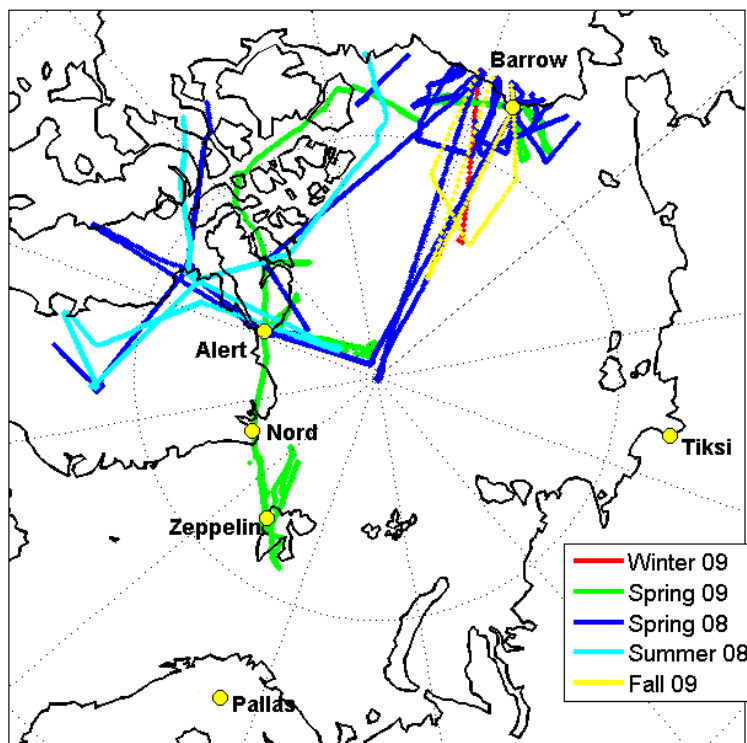 Barrow
Alert
Nord
Tiksi
Zeppelin
Pallas
Winter 09
Spring 09
Spring 08
Summer 08
Fall 09